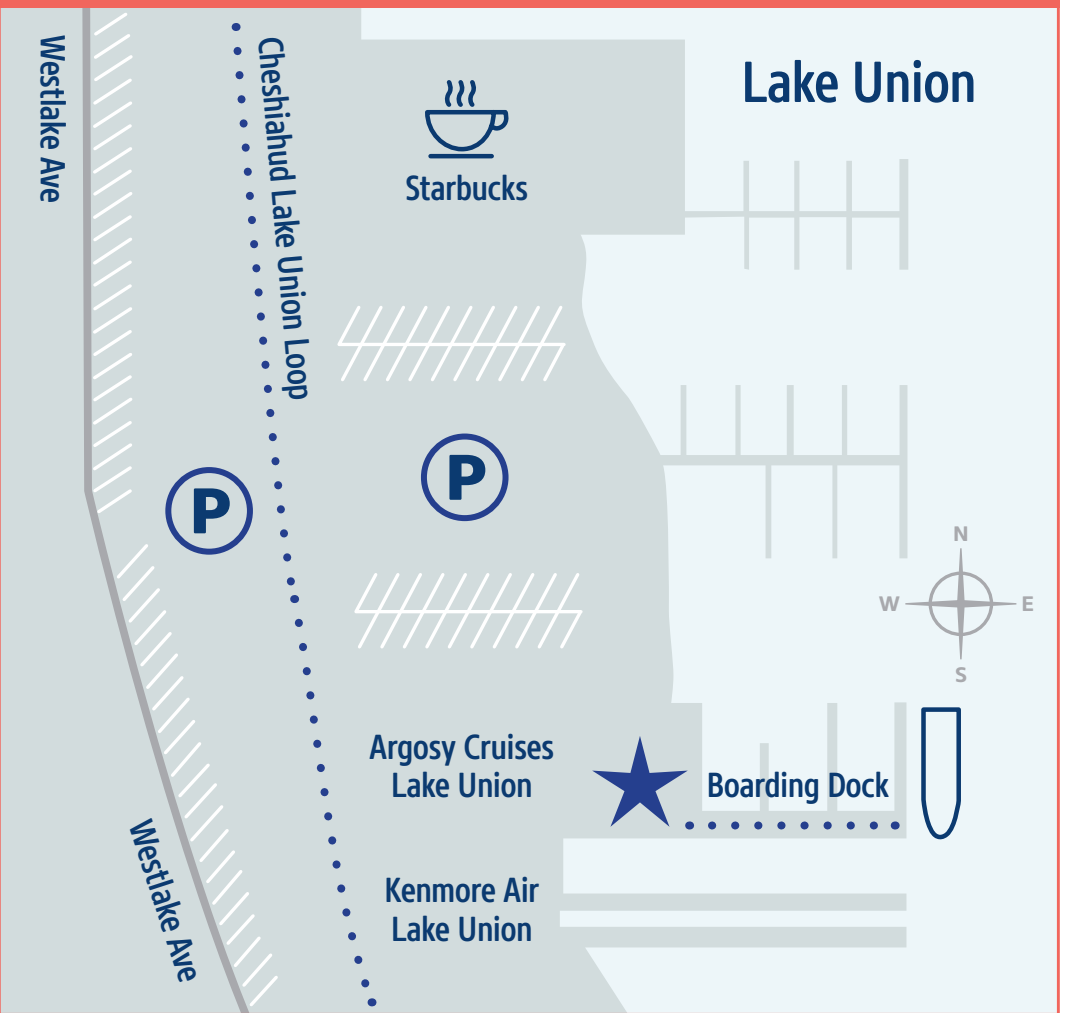 Westlake Ave
Cheshiahud Lake Union Loop
Starbucks
Lake Union
P
P
N
W
E
S
Argosy Cruises
Lake Union
Boarding Dock
Kenmore Air
Lake Union
Westlake Ave